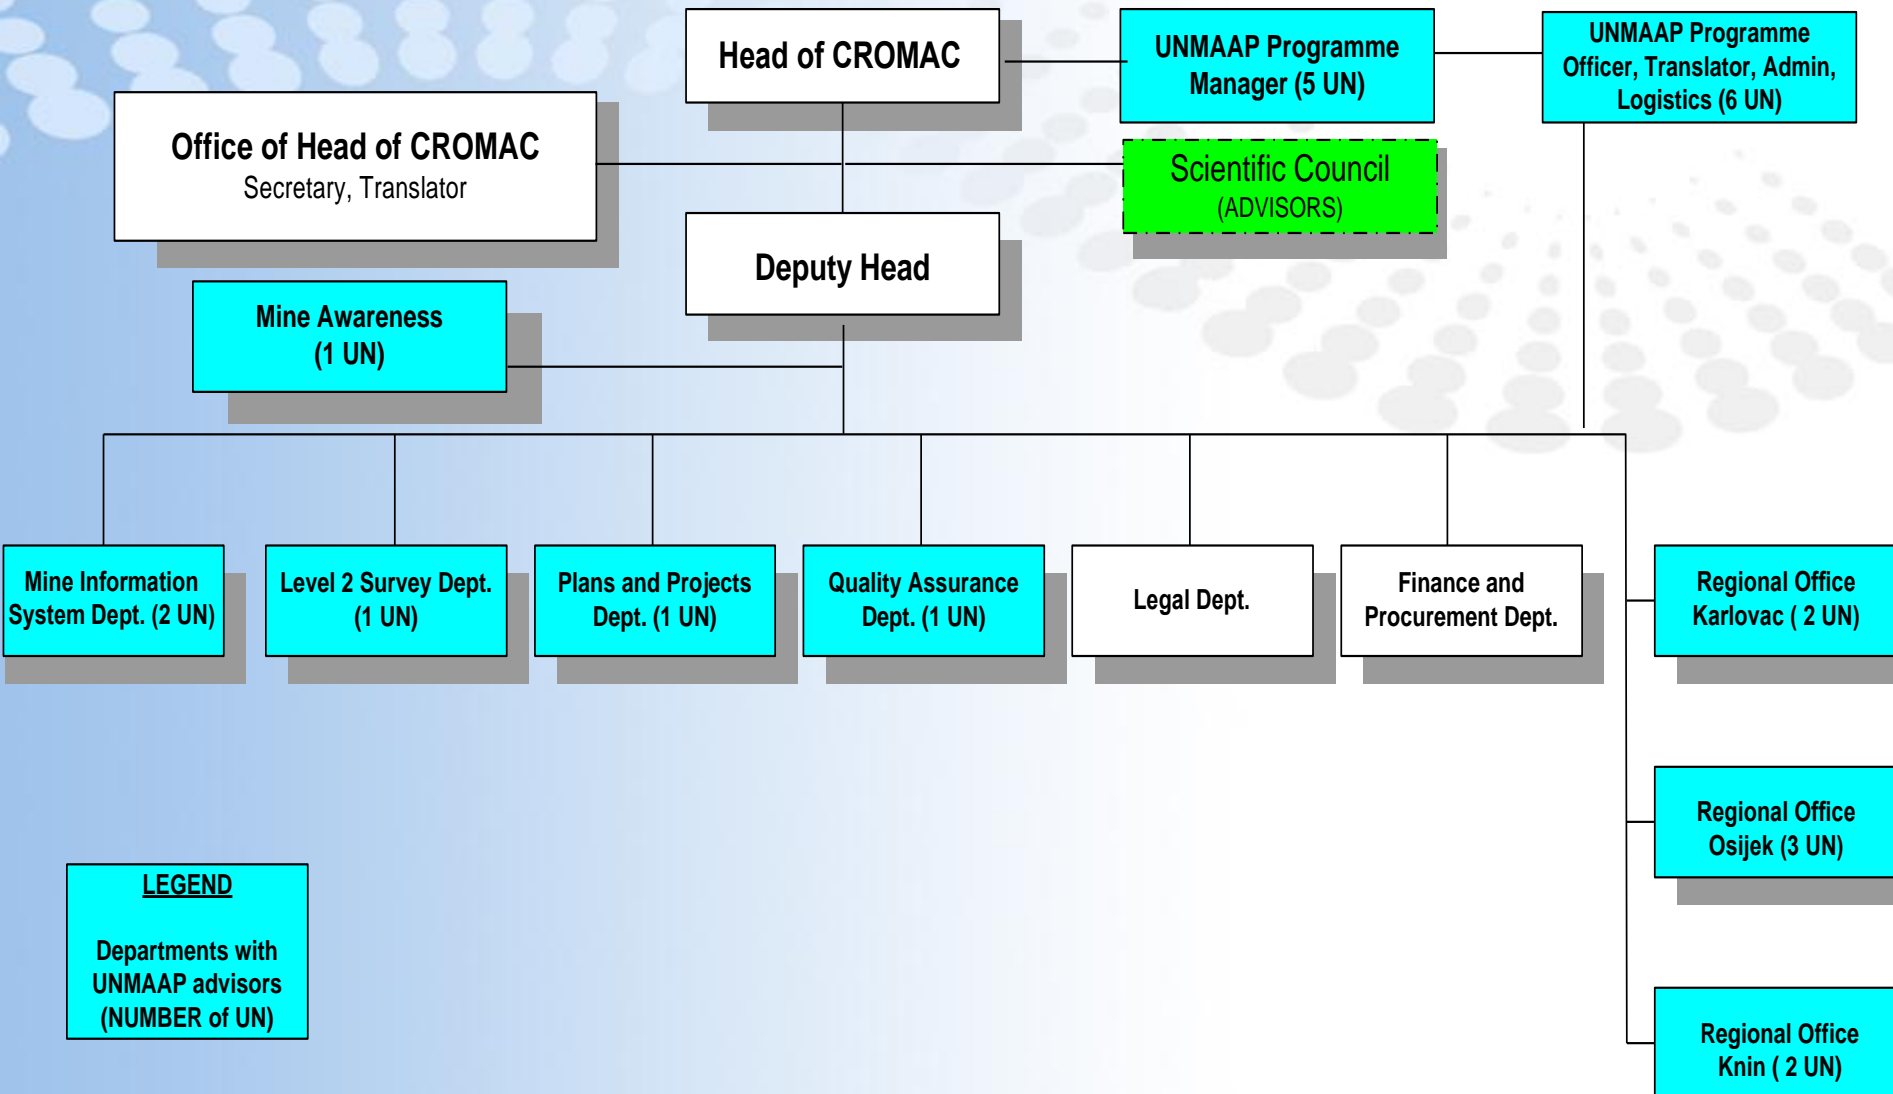 Head of CROMAC
UNMAAP Programme
Manager (5 UN)
UNMAAP Programme
Officer, Translator, Admin,
Logistics (6 UN)
Office of Head of CROMAC
Secretary, Translator
Scientific Council
(ADVISORS)
Deputy Head
Mine Awareness
(1 UN)
Mine Information
System Dept. (2 UN)
Level 2 Survey Dept.
(1 UN)
Plans and Projects
Dept. (1 UN)
Quality Assurance
Dept. (1 UN)
Legal Dept.
Finance and
Procurement Dept.
Regional Office
Karlovac ( 2 UN)
Regional Office
Osijek (3 UN)
Regional Office
Knin ( 2 UN)
LEGEND
Departments with
UNMAAP advisors
(NUMBER of UN)